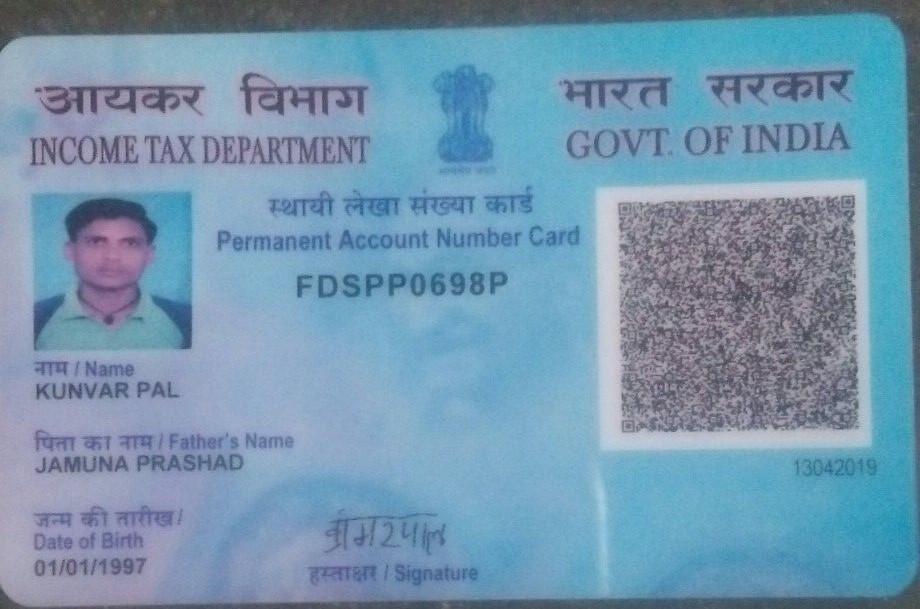 आयकर विभाग
INCOME TAX DEPARTMENT
भारत सरकार
GOVT. OF INDIA
स्थायी लेखा संख्या कार्ड
Permanent Account Number Card
FDSPP0698P
नाम / Name
KUNVAR PAL
पिता का नाम / Father's Name
JAMUNA PRASHAD
13042019
जन्म की तारीख /
Date of Birth
01/01/1997
हस्ताक्षर / Signature